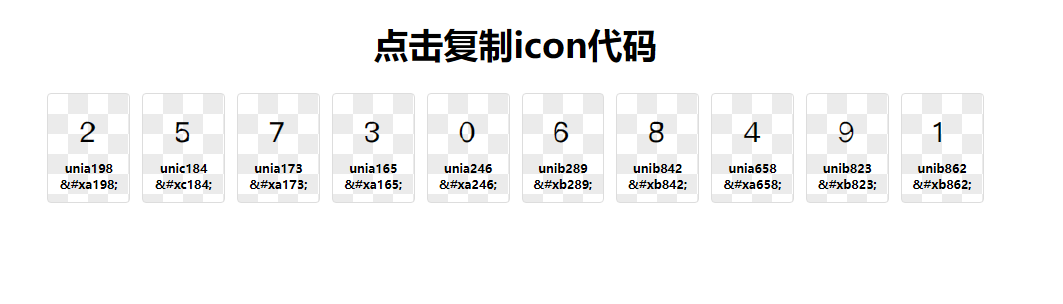 点击复制icon代码
2 5 7 3 0 6 8 4 9 1
unia198 unic184 unia173 unia165 unia246 unib289 unib842 unia658 unib823 unib862
&#xa198; &#xc184; &#xa173; &#xa165; &#xa246; &#xb289; &#xb842; &#xa658; &#xb823; &#xb862;